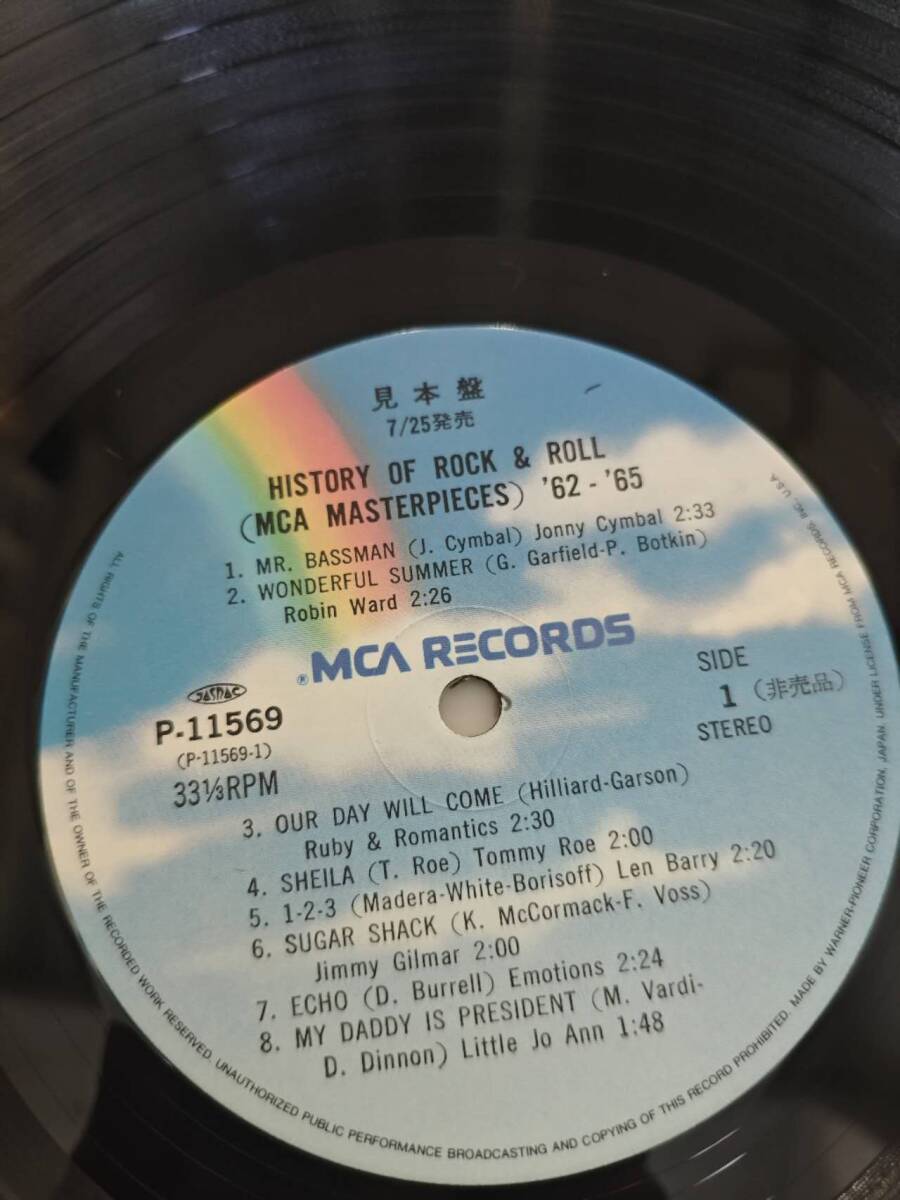 見本盤
7/25発売
HISTORY OF ROCK & ROLL
(MCA MASTERPIECES) '62-'65
1. MR. BASSMAN (J. Cymbal) Jonny Cymbal 2:33
2. WONDERFUL SUMMER (G. Garfield-P. Botkin)
Robin Ward 2:26
®MCA RECORDS
JASRAC
P-11569
(P-11569-1)
33⅓RPM
SIDE
1 (非売品)
STEREO
3. OUR DAY WILL COME (Hilliard-Garson)
Ruby & Romantics 2:30
4. SHEILA (T. Roe) Tommy Roe 2:00
5. 1-2-3 (Madera-White-Borisoff) Len Barry 2:20
6. SUGAR SHACK (K. McCormack-F. Voss)
Jimmy Gilmar 2:00
7. ECHO (D. Burrell) Emotions 2:24
8. MY DADDY IS PRESIDENT (M. Vardi-
D. Dinnon) Little Jo Ann 1:48
ALL RIGHTS OF THE MANUFACTURER AND OF THE OWNER OF THE RECORDED WORK RESERVED. UNAUTHORIZED PUBLIC PERFORMANCE BROADCASTING AND COPYING OF THIS RECORD PROHIBITED. MADE BY WARNER-PIONEER CORPORATION, JAPAN. UNDER LICENSE FROM MCA RECORDS, INC., U.S.A.